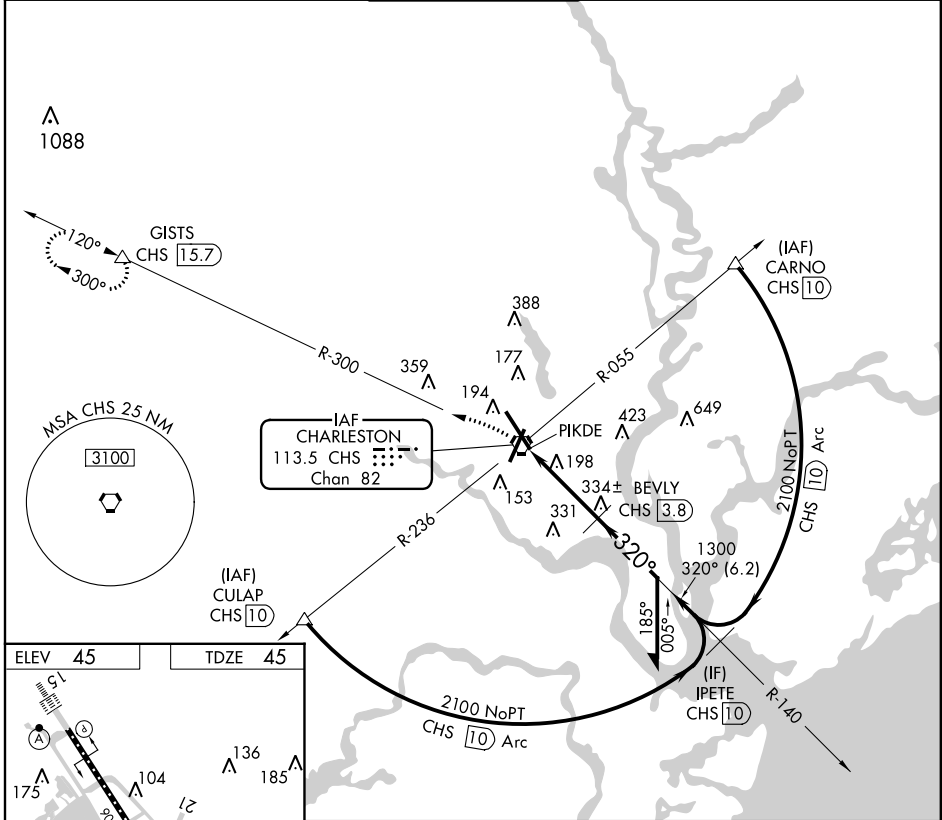 1088
GISTS
CHS 15.7
120°
300°
R-300
(IAF)
CARNO
CHS 10
388
R-055
177
359
194
MSA CHS 25 NM
3100
IAF
CHARLESTON
113.5 CHS
Chan 82
PIKDE
423
649
198
153
334± BEVLY
CHS 3.8
331
R-236
2100 NoPT
CHS 10 Arc
320°
1300
320° (6.2)
(IAF)
CULAP
CHS 10
185°
005°
(IF)
IPETE
CHS 10
R-140
2100 NoPT
CHS 10 Arc
ELEV 45
TDZE 45
15
A
P
136
185
175
104
21